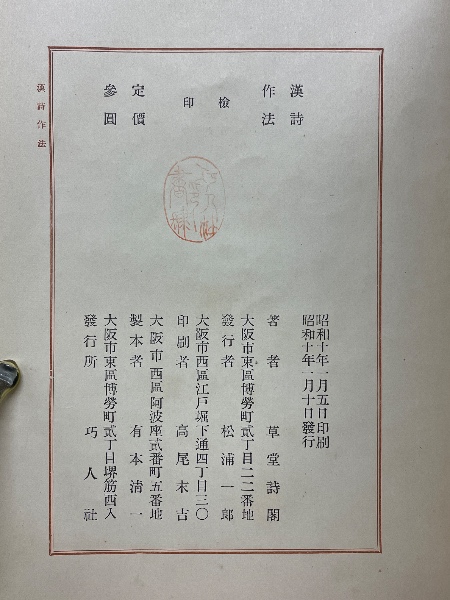 漢詩
作法
檢
印
定價
參圓
昭和十年一月五日印刷
昭和十年一月十日發行
著者 草堂詩閣
大阪市東區博勞町貳丁目二二番地
發行者 松浦一郎
大阪市西區江戶堀下通四丁目三〇
印刷者 高尾末吉
大阪市西區阿波座貳番町五番地
製本者 有本淸一
大阪市東區博勞町貳丁目堺筋西入
發行所 巧人社
漢詩作法